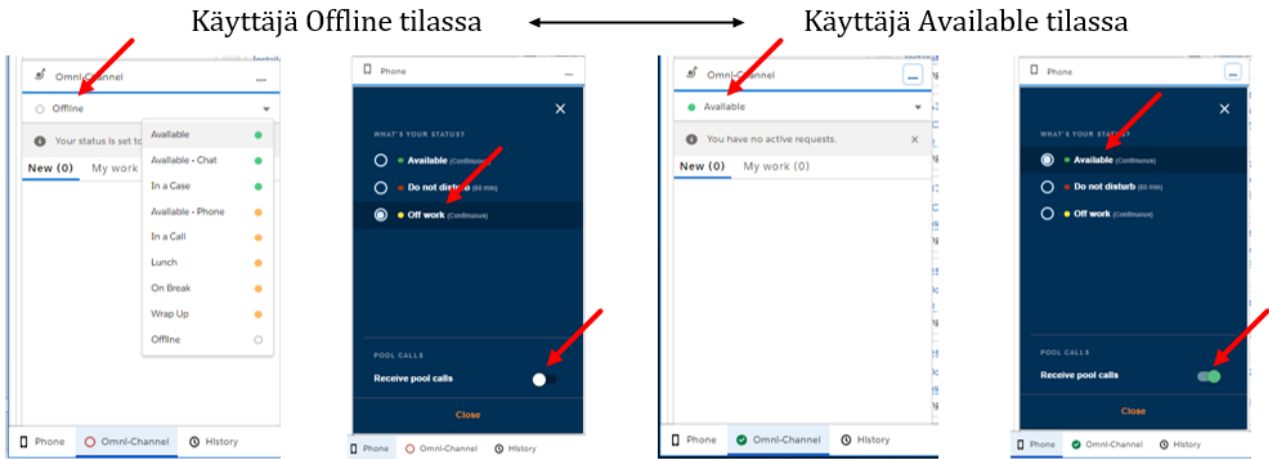 Käyttäjä Offline tilassa
Käyttäjä Available tilassa
Omni-Channel
Offline
Your status is set to
New (0) My work
Available
Available - Chat
In a Case
Available - Phone
In a Call
Lunch
On Break
Wrap Up
Offline
Phone Omni-Channel History
Phone
WHAT'S YOUR STATUS?
Available (Continuous)
Do not disturb (60 min)
Off work (Continuous)
POOL CALLS
Receive pool calls
Close
Phone Omni-Channel History
Omni-Channel
Available
You have no active requests.
New (0) My work (0)
Phone Omni-Channel History
Phone
WHAT'S YOUR STATUS?
Available (Continuous)
Do not disturb (60 min)
Off work (Continuous)
POOL CALLS
Receive pool calls
Close
Phone Omni-Channel History